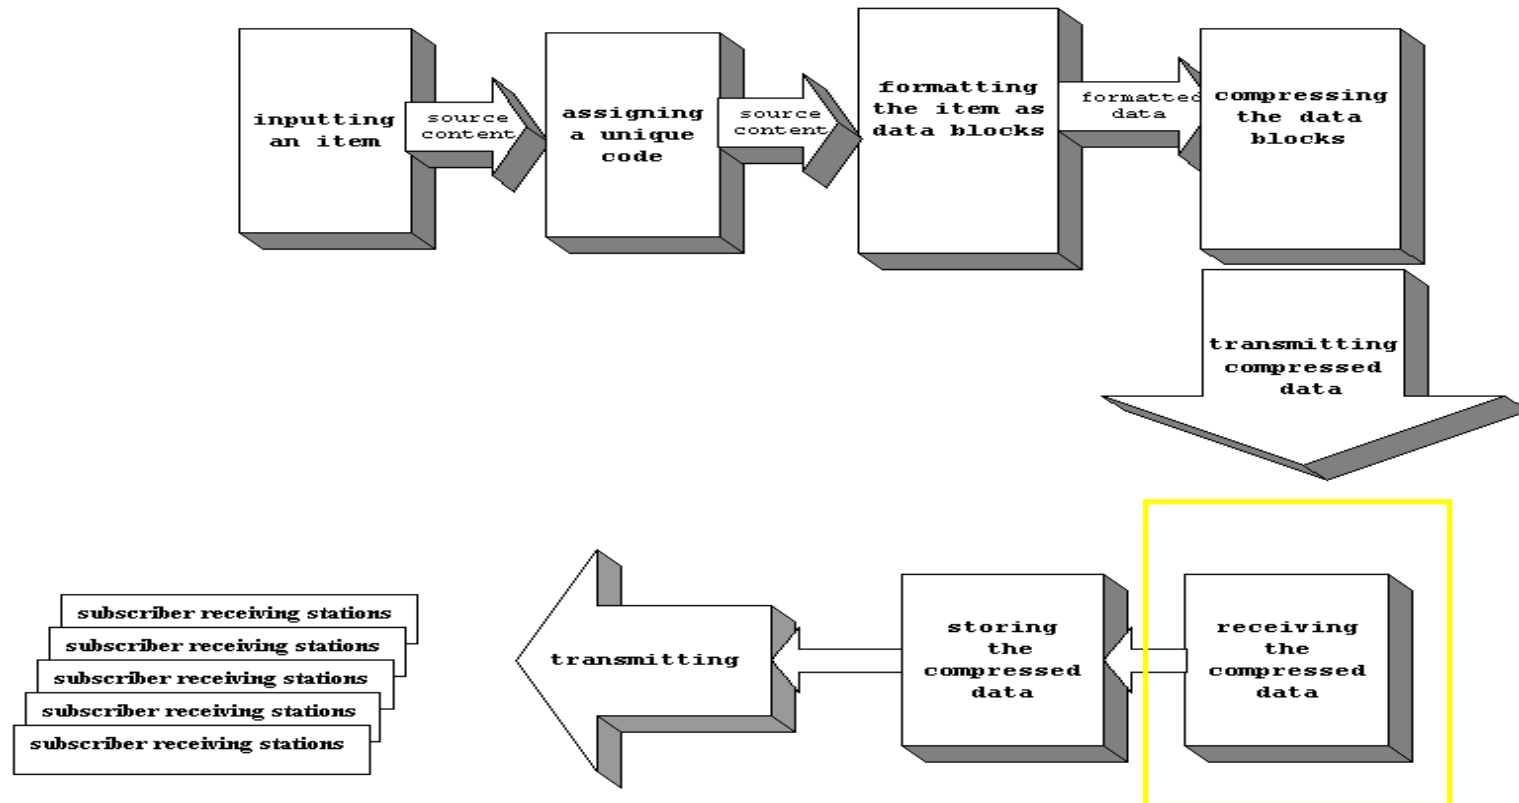 inputting
an item
source
content
assigning
a unique
code
source
content
formatting
the item as
data blocks
formatted
data
compressing
the data
blocks
transmitting
compressed
data
receiving
the
compressed
data
storing
the
compressed
data
transmitting
subscriber receiving stations
subscriber receiving stations
subscriber receiving stations
subscriber receiving stations
subscriber receiving stations